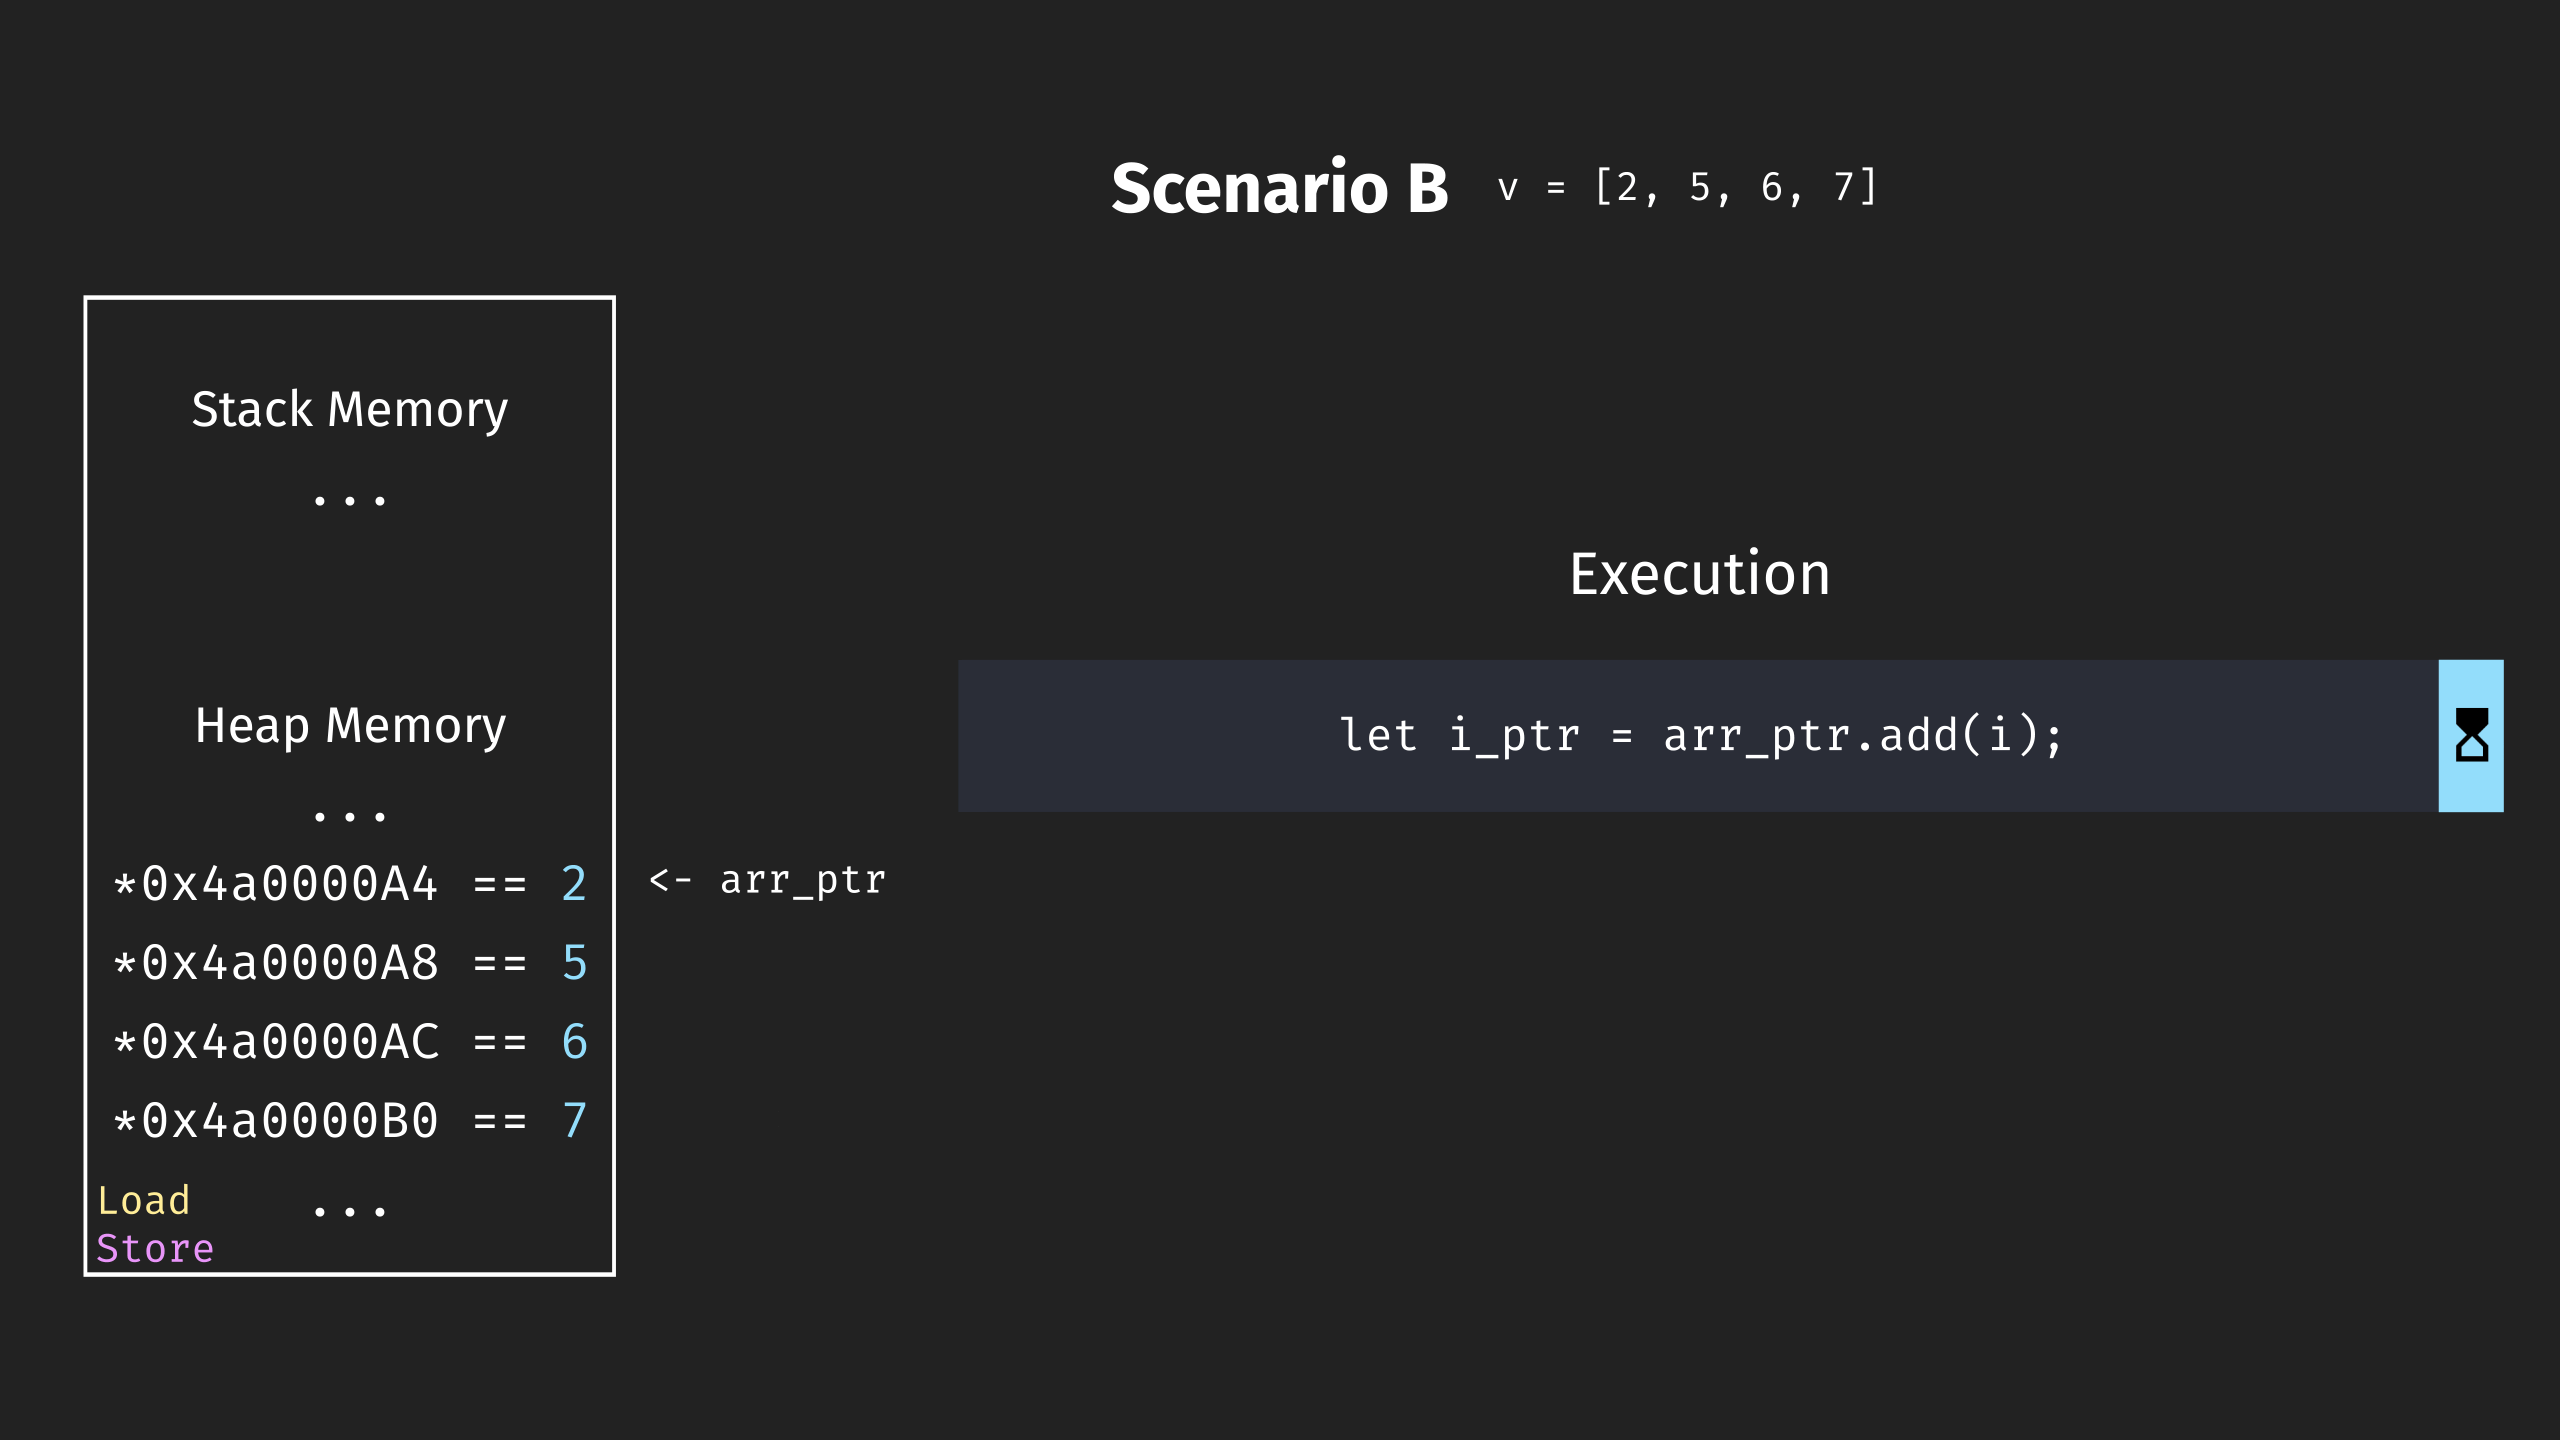 Scenario B v = [2, 5, 6, 7]
Stack Memory
...
Execution
let i_ptr = arr_ptr.add(i);
Heap Memory
...
*0x4a0000A4 == 2 <- arr_ptr
*0x4a0000A8 == 5
*0x4a0000AC == 6
*0x4a0000B0 == 7
Load ...
Store